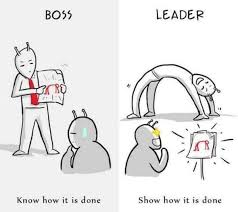 BOSS
LEADER
Know how it is done
Show how it is done